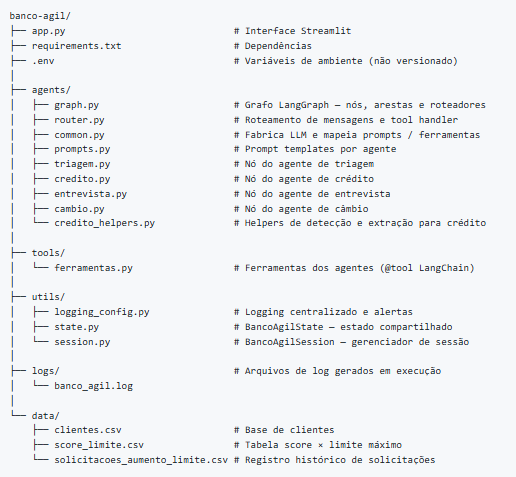 banco-agil/
├── app.py                          # Interface Streamlit
├── requirements.txt                # Dependências
├── .env                            # Variáveis de ambiente (não versionado)
│
├── agents/
│   ├── graph.py                    # Grafo LangGraph — nós, arestas e roteadores
│   ├── router.py                   # Roteamento de mensagens e tool handler
│   ├── common.py                   # Fabrica LLM e mapeia prompts / ferramentas
│   ├── prompts.py                  # Prompt templates por agente
│   ├── triagem.py                  # Nó do agente de triagem
│   ├── credito.py                  # Nó do agente de crédito
│   ├── entrevista.py               # Nó do agente de entrevista
│   ├── cambio.py                   # Nó do agente de câmbio
│   └── credito_helpers.py          # Helpers de detecção e extração para crédito
│
├── tools/
│   └── ferramentas.py              # Ferramentas dos agentes (@tool LangChain)
│
├── utils/
│   ├── logging_config.py           # Logging centralizado e alertas
│   ├── state.py                    # BancoAgilState — estado compartilhado
│   └── session.py                  # BancoAgilSession — gerenciador de sessão
│
├── logs/                           # Arquivos de log gerados em execução
│   └── banco_agil.log
│
└── data/
    ├── clientes.csv                # Base de clientes
    ├── score_limite.csv            # Tabela score × limite máximo
    └── solicitacoes_aumento_limite.csv # Registro histórico de solicitações